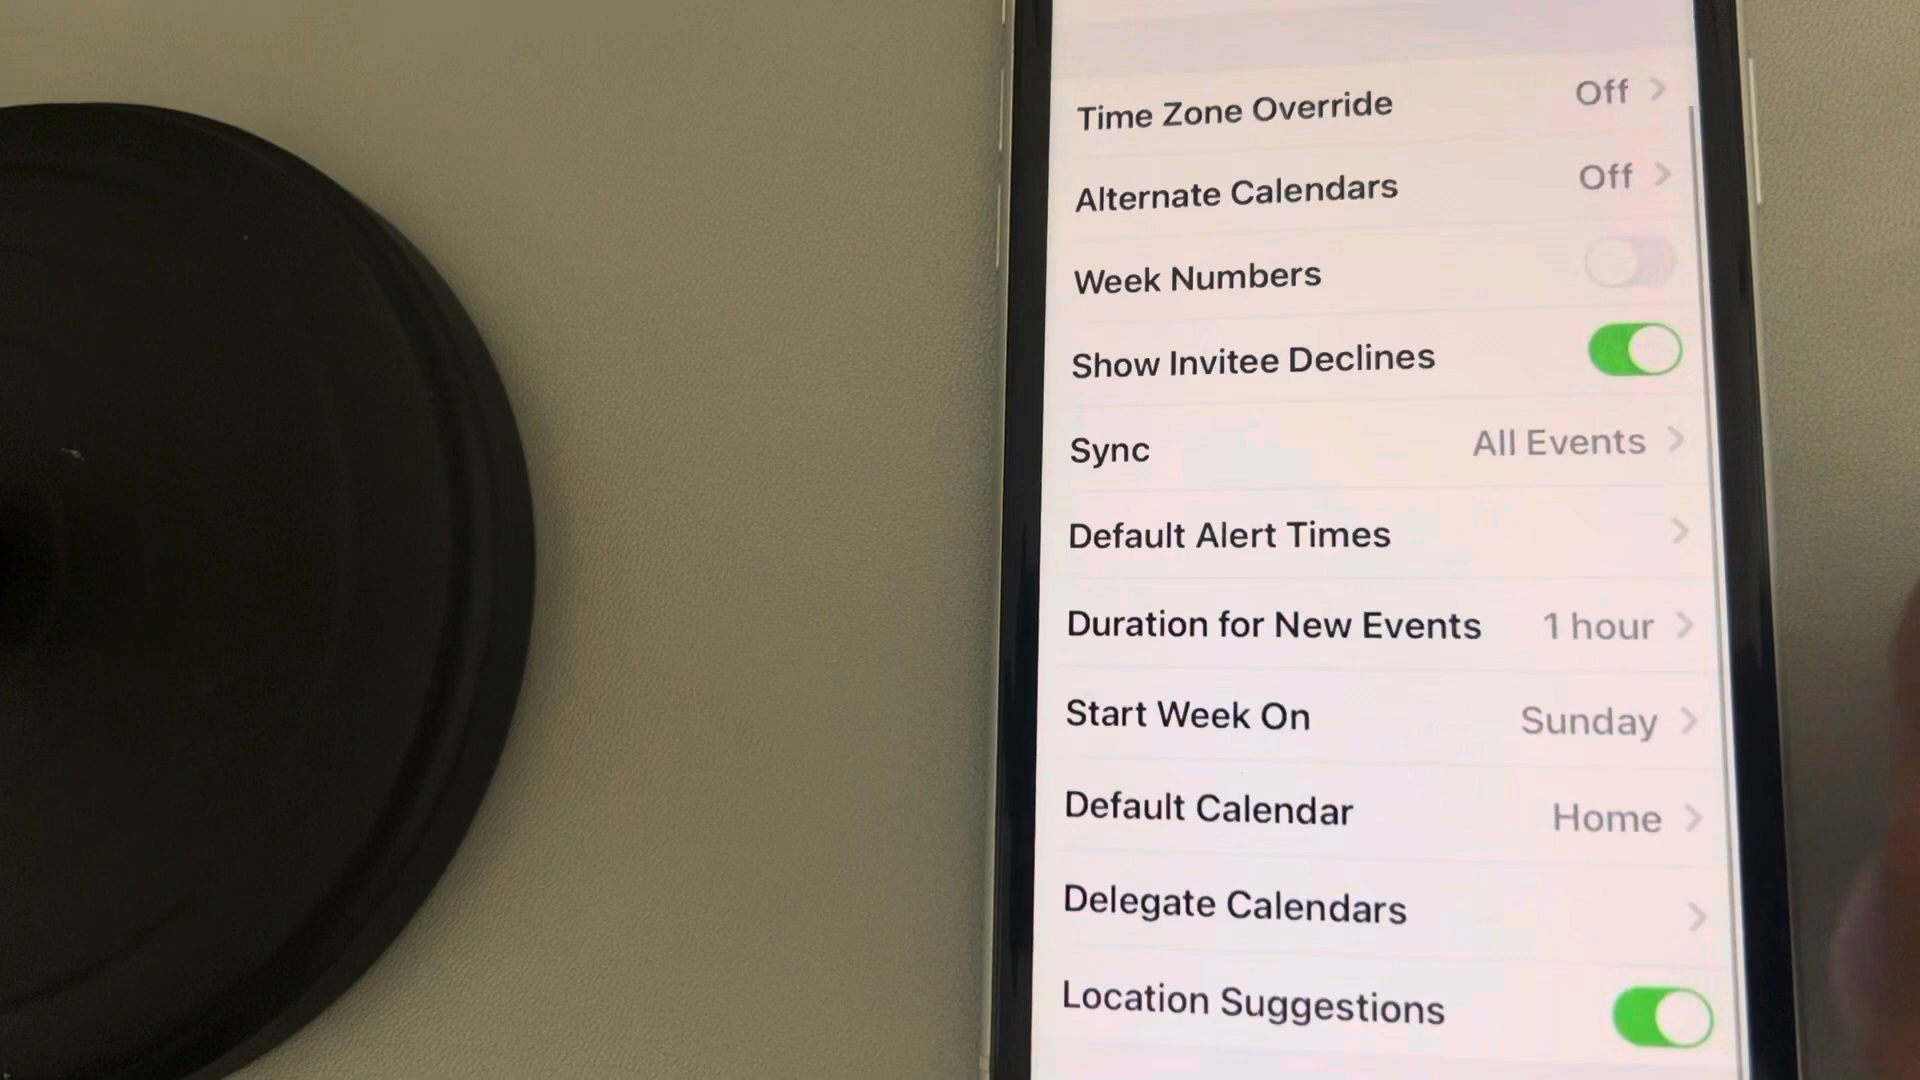 Time Zone Override Off
Alternate Calendars Off
Week Numbers
Show Invitee Declines
Sync All Events
Default Alert Times
Duration for New Events 1 hour
Start Week On Sunday
Default Calendar Home
Delegate Calendars
Location Suggestions